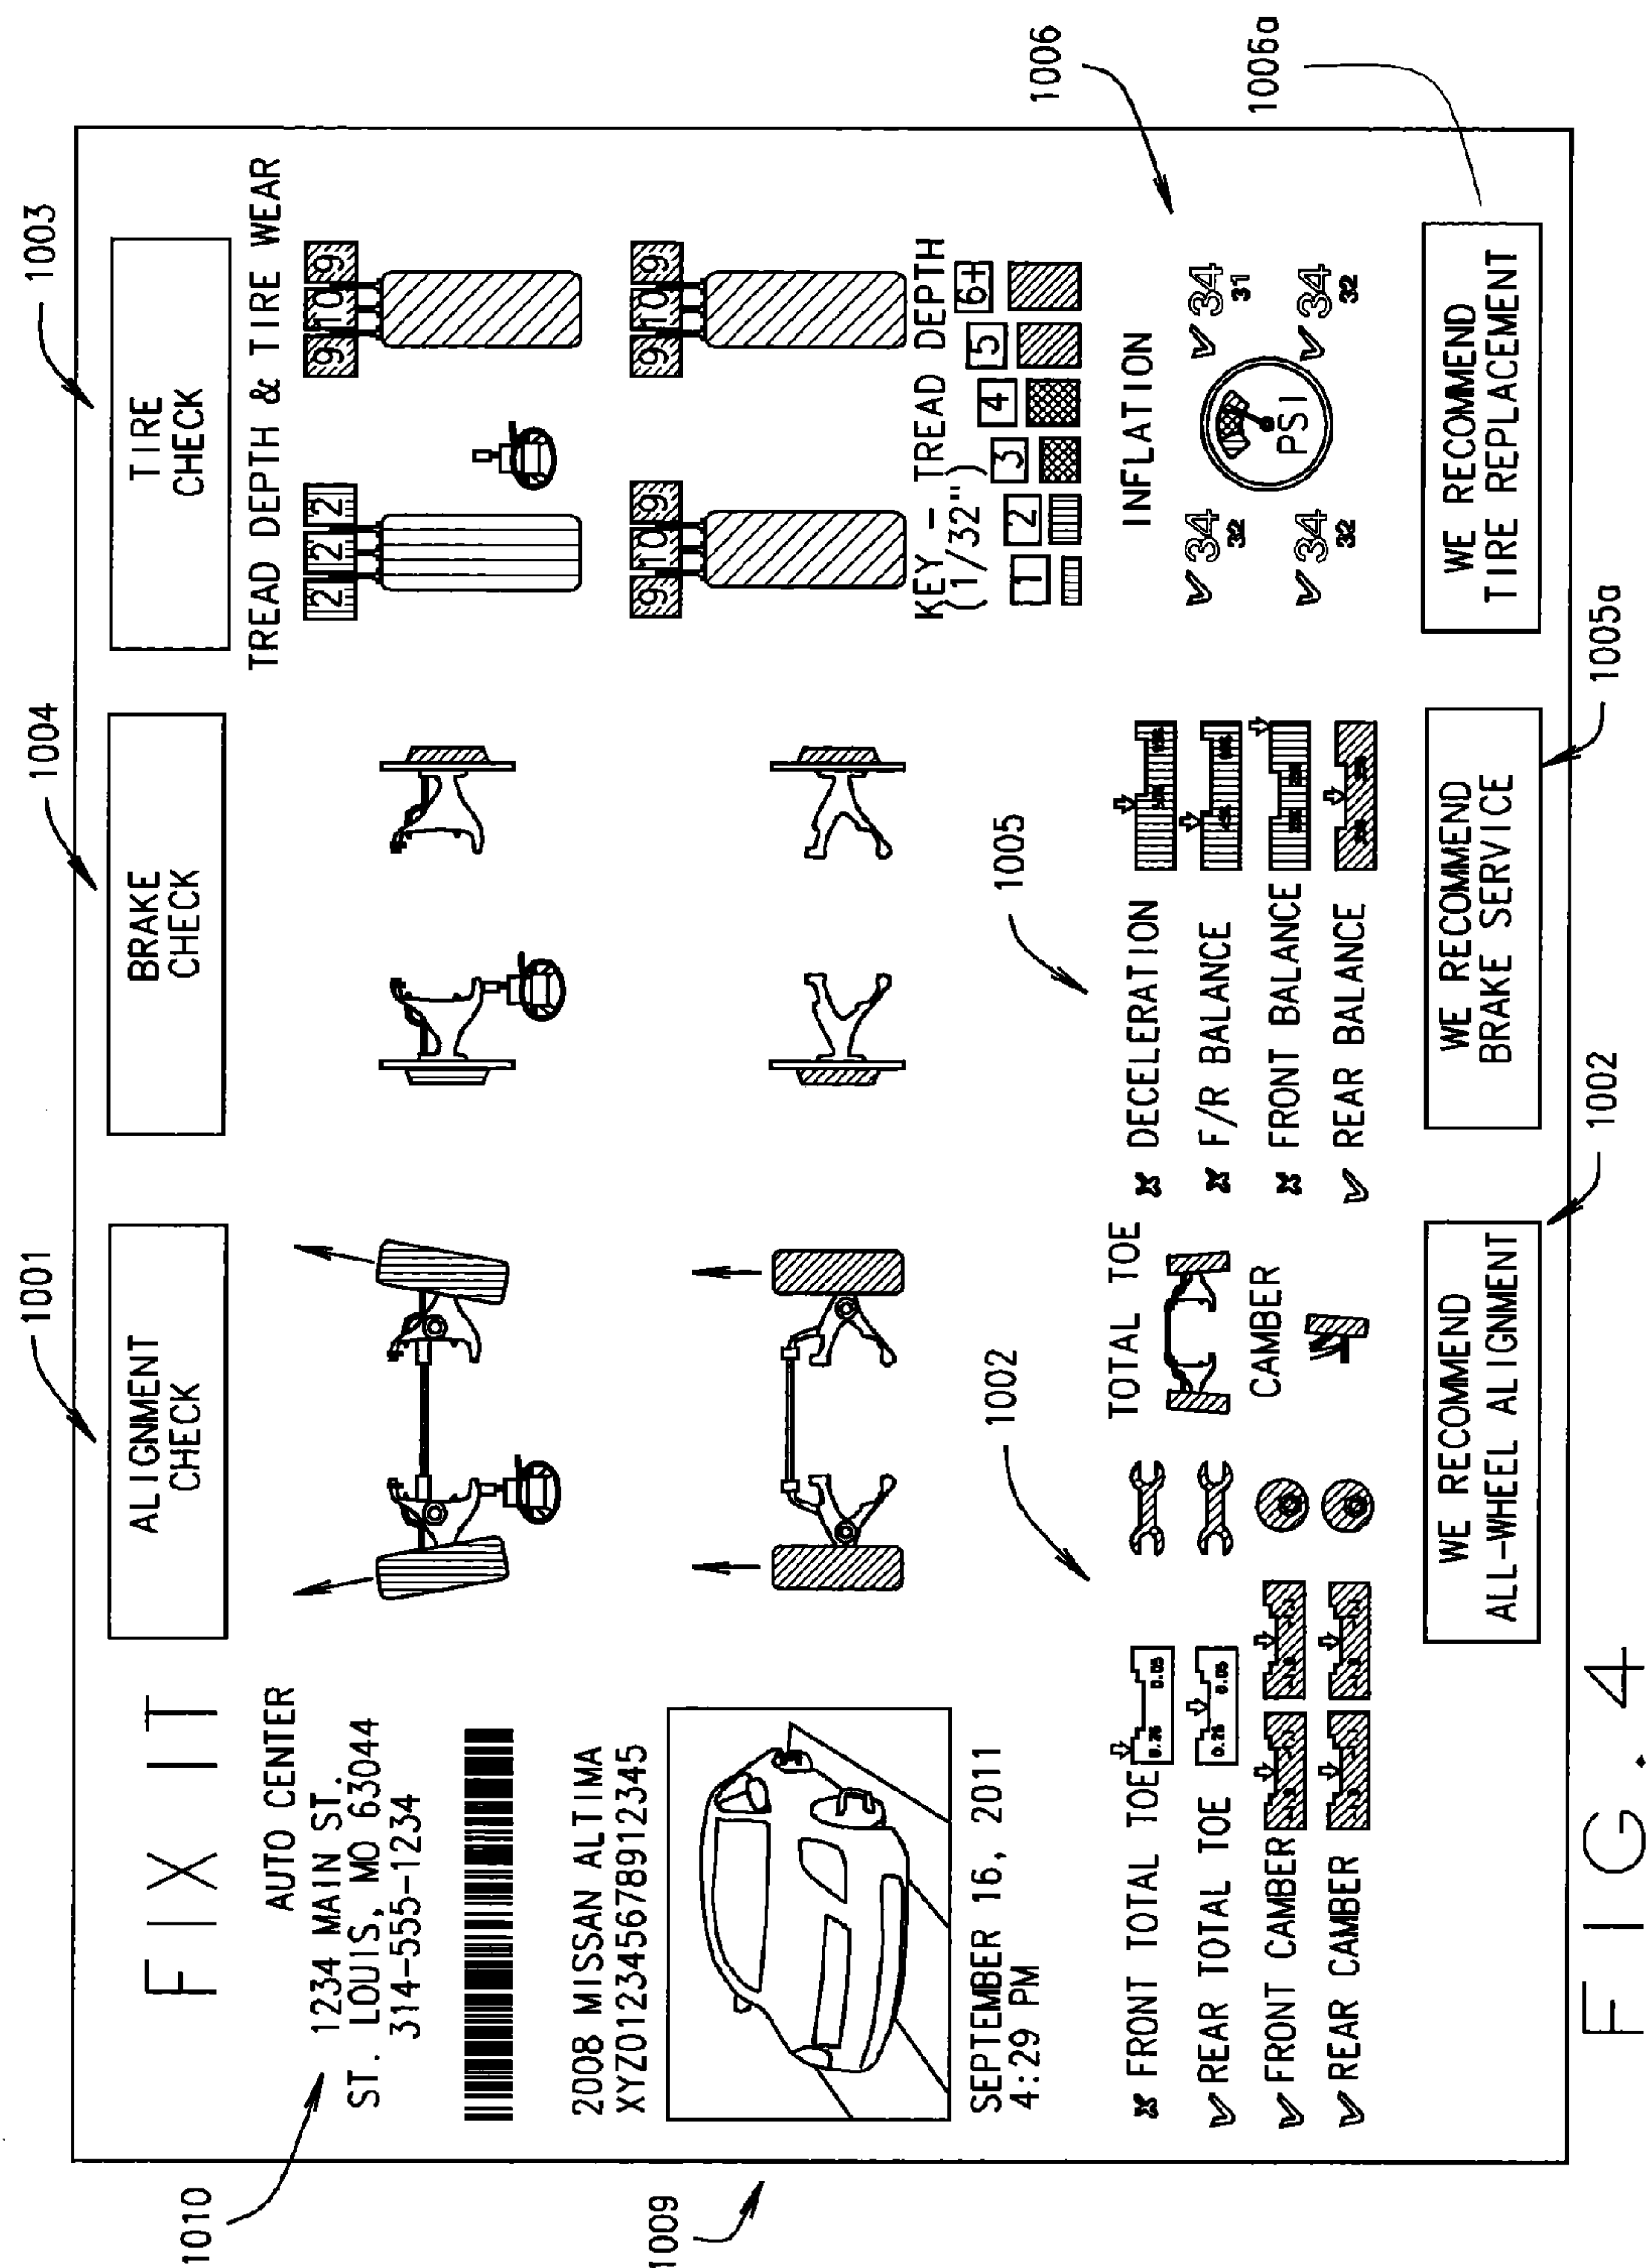 1010
FIX IT
AUTO CENTER
1234 MAIN ST.
ST. LOUIS, MO 63044
314-555-1234
2008 MISSAN ALTIMA
XYZ012345678912345
SEPTEMBER 16, 2011
4:29 PM
1009
1001
ALIGNMENT
CHECK
1004
BRAKE
CHECK
1003
TIRE
CHECK
TREAD DEPTH & TIRE WEAR
2 2 2
9 10 9
9 10 9
9 10 9
KEY - TREAD DEPTH
(1/32")
1 2 3 4 5 6+
1002
✗ FRONT TOTAL TOE
0.05
✓ REAR TOTAL TOE
0.05
✓ FRONT CAMBER
✓ REAR CAMBER
TOTAL TOE
CAMBER
1005
✗ DECELERATION
✗ F/R BALANCE
✗ FRONT BALANCE
✓ REAR BALANCE
1006
INFLATION
✓ 34
32
✓ 34
31
PSI
✓ 34
32
✓ 34
32
WE RECOMMEND
ALL-WHEEL ALIGNMENT
1002
WE RECOMMEND
BRAKE SERVICE
1005a
WE RECOMMEND
TIRE REPLACEMENT
1006a
FIG. 4